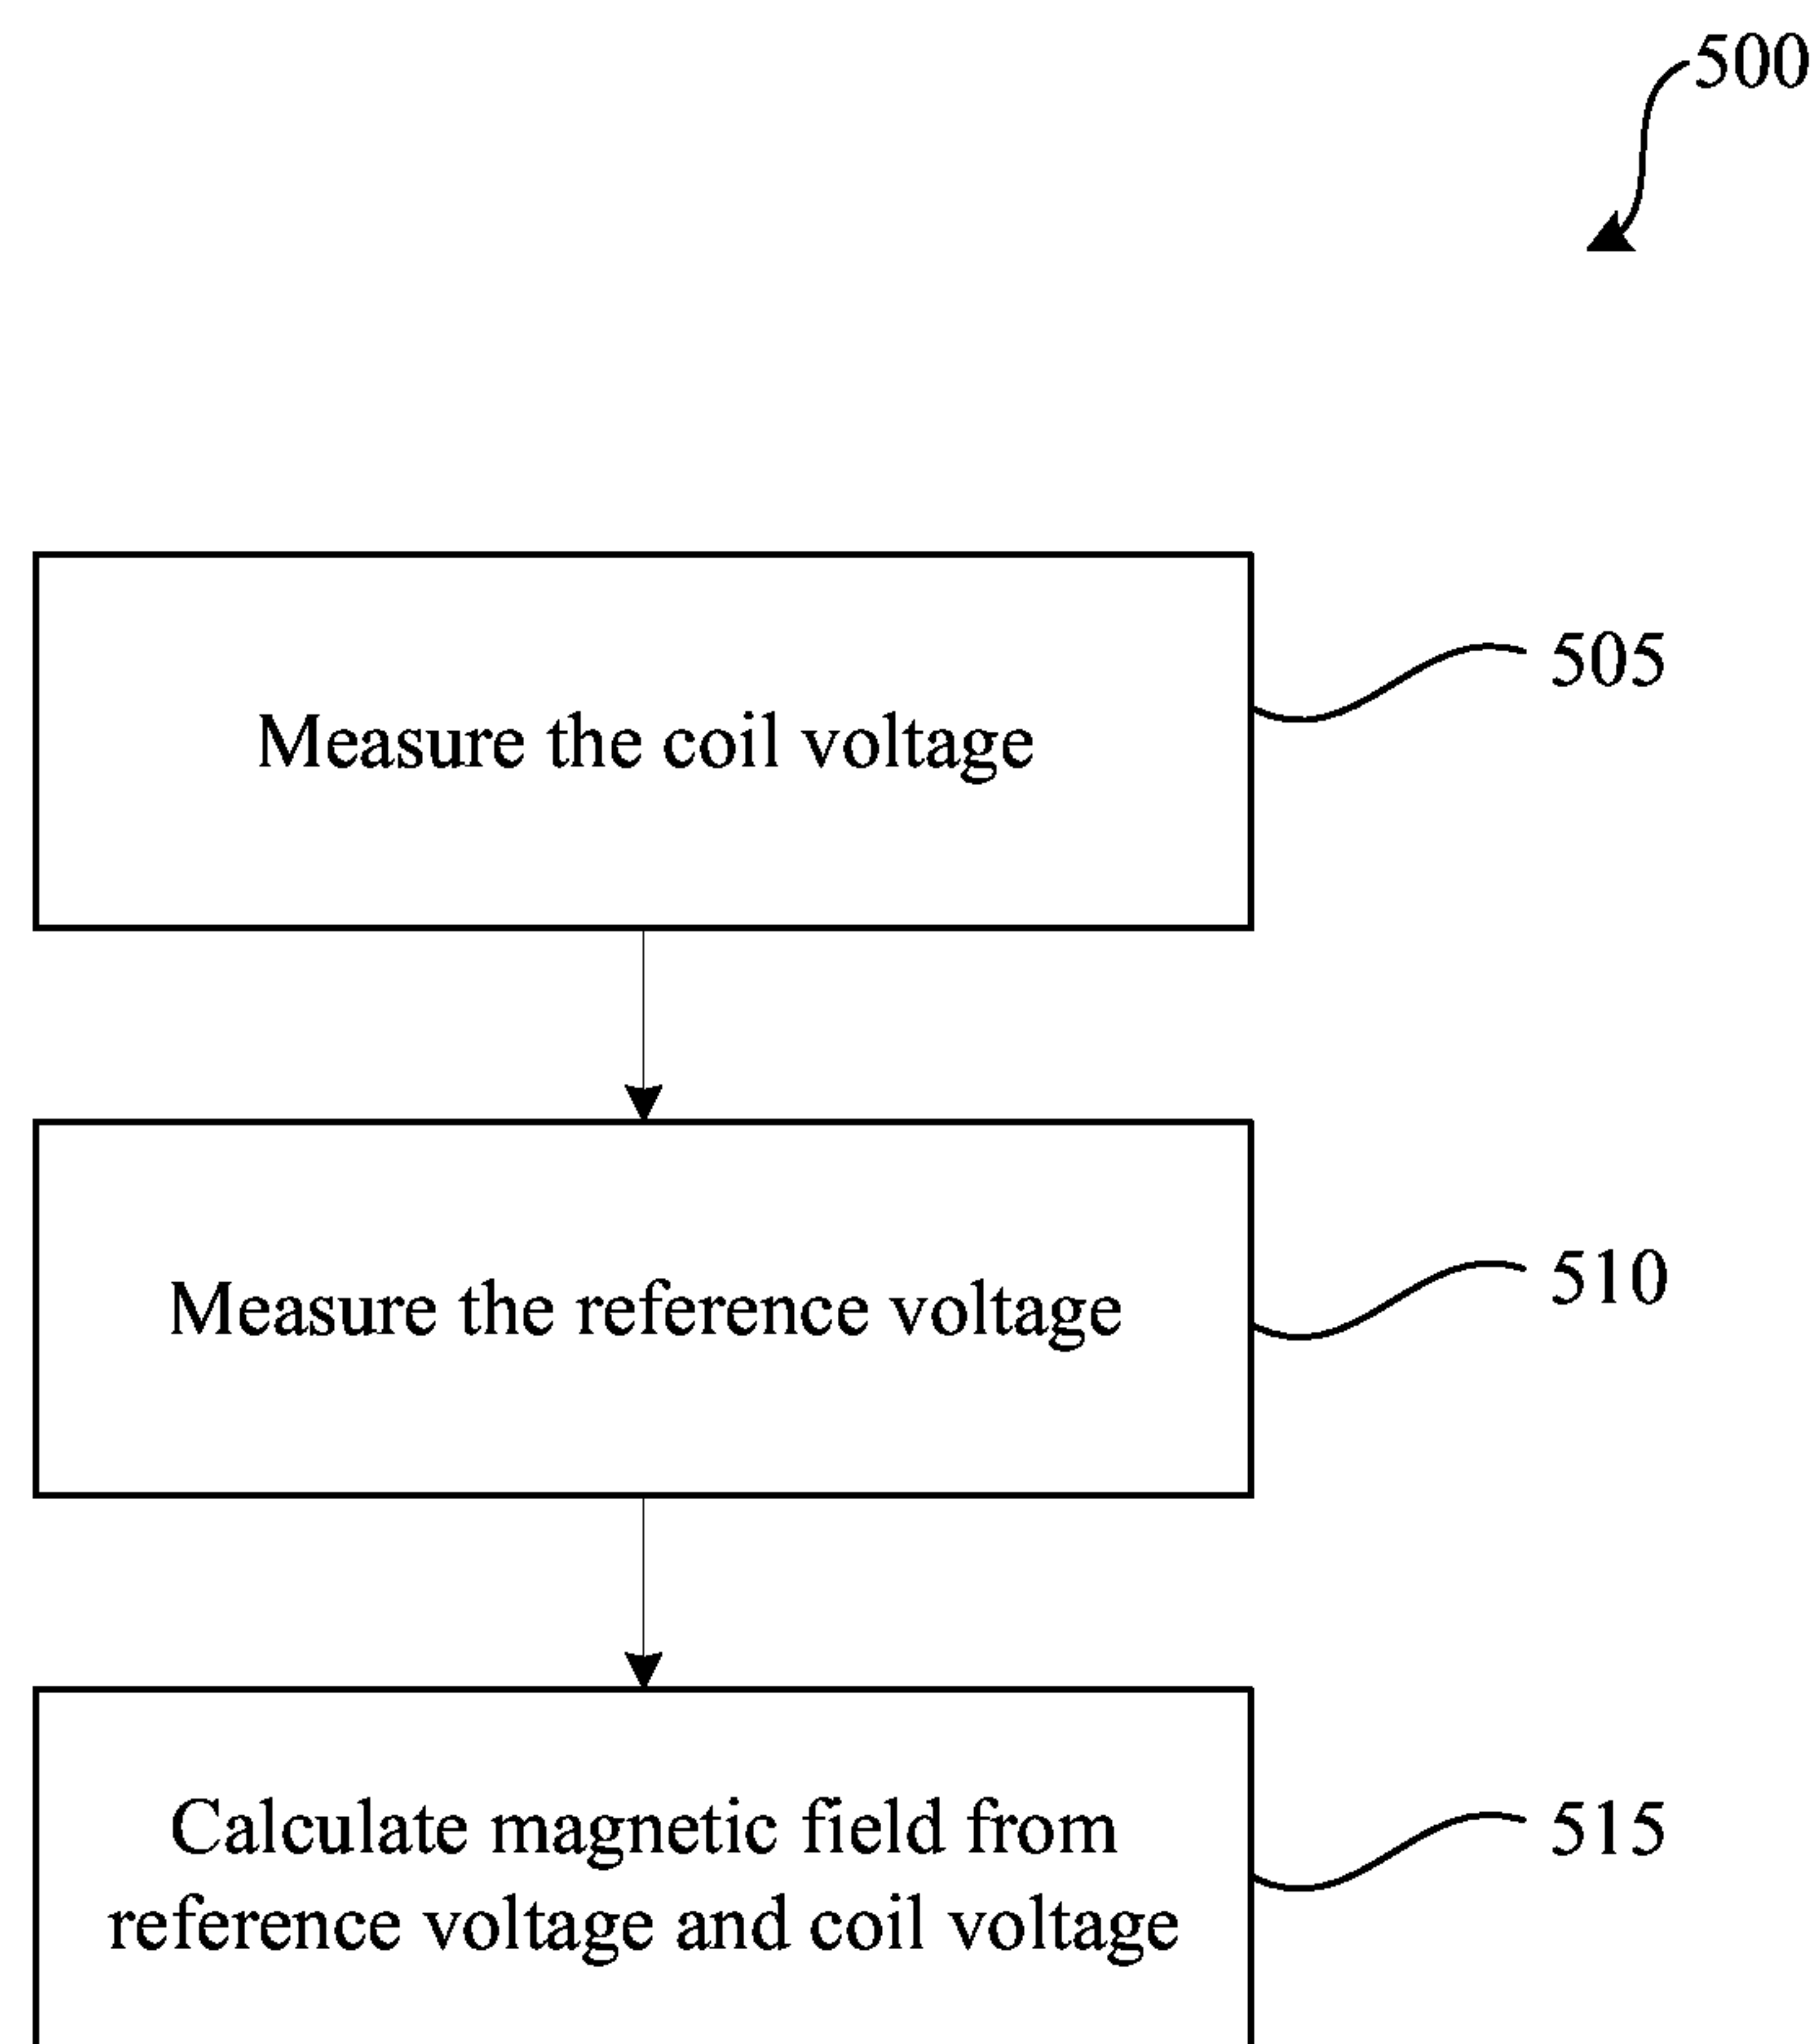 500
Measure the coil voltage
505
Measure the reference voltage
510
Calculate magnetic field from
reference voltage and coil voltage
515